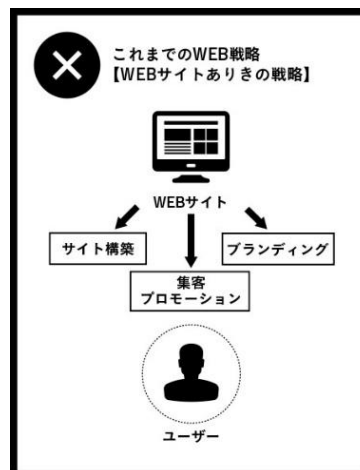 これまでのWEB戦略
【WEBサイトありきの戦略】
WEBサイト
サイト構築
ブランディング
集客
プロモーション
ユーザー